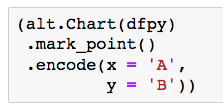 (alt.Chart(dfpy)
 .mark_point()
 .encode(x = 'A',
         y = 'B'))